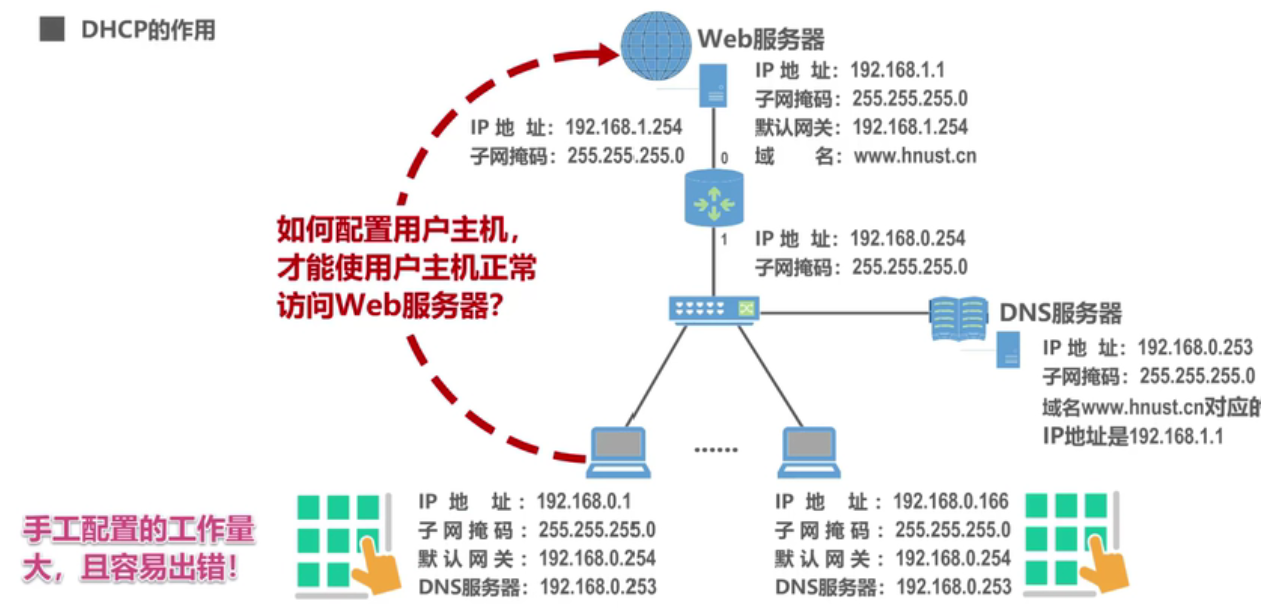 DHCP的作用
Web服务器
IP 地 址：192.168.1.1
子网掩码：255.255.255.0
默认网关：192.168.1.254
域 名：www.hnust.cn
IP 地 址：192.168.1.254
子网掩码：255.255.255.0
0
如何配置用户主机，
才能使用户主机正常
访问Web服务器？
1
IP 地 址：192.168.0.254
子网掩码：255.255.255.0
DNS服务器
IP 地 址：192.168.0.253
子网掩码：255.255.255.0
域名www.hnust.cn对应的
IP地址是192.168.1.1
......
手工配置的工作量
大，且容易出错！
IP 地 址：192.168.0.1
子网掩码：255.255.255.0
默认网关：192.168.0.254
DNS服务器：192.168.0.253
IP 地 址：192.168.0.166
子网掩码：255.255.255.0
默认网关：192.168.0.254
DNS服务器：192.168.0.253